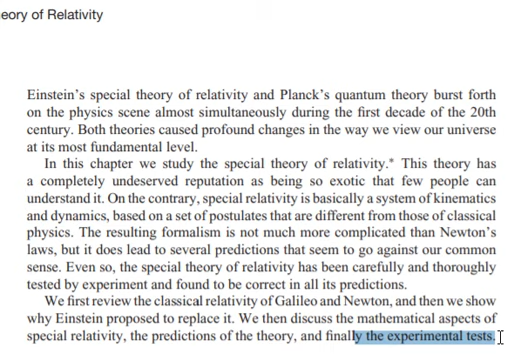 eory of Relativity
Einstein's special theory of relativity and Planck's quantum theory burst forth
on the physics scene almost simultaneously during the first decade of the 20th
century. Both theories caused profound changes in the way we view our universe
at its most fundamental level.
In this chapter we study the special theory of relativity.* This theory has
a completely undeserved reputation as being so exotic that few people can
understand it. On the contrary, special relativity is basically a system of kinematics
and dynamics, based on a set of postulates that are different from those of classical
physics. The resulting formalism is not much more complicated than Newton's
laws, but it does lead to several predictions that seem to go against our common
sense. Even so, the special theory of relativity has been carefully and thoroughly
tested by experiment and found to be correct in all its predictions.
We first review the classical relativity of Galileo and Newton, and then we show
why Einstein proposed to replace it. We then discuss the mathematical aspects of
special relativity, the predictions of the theory, and finally the experimental tests.